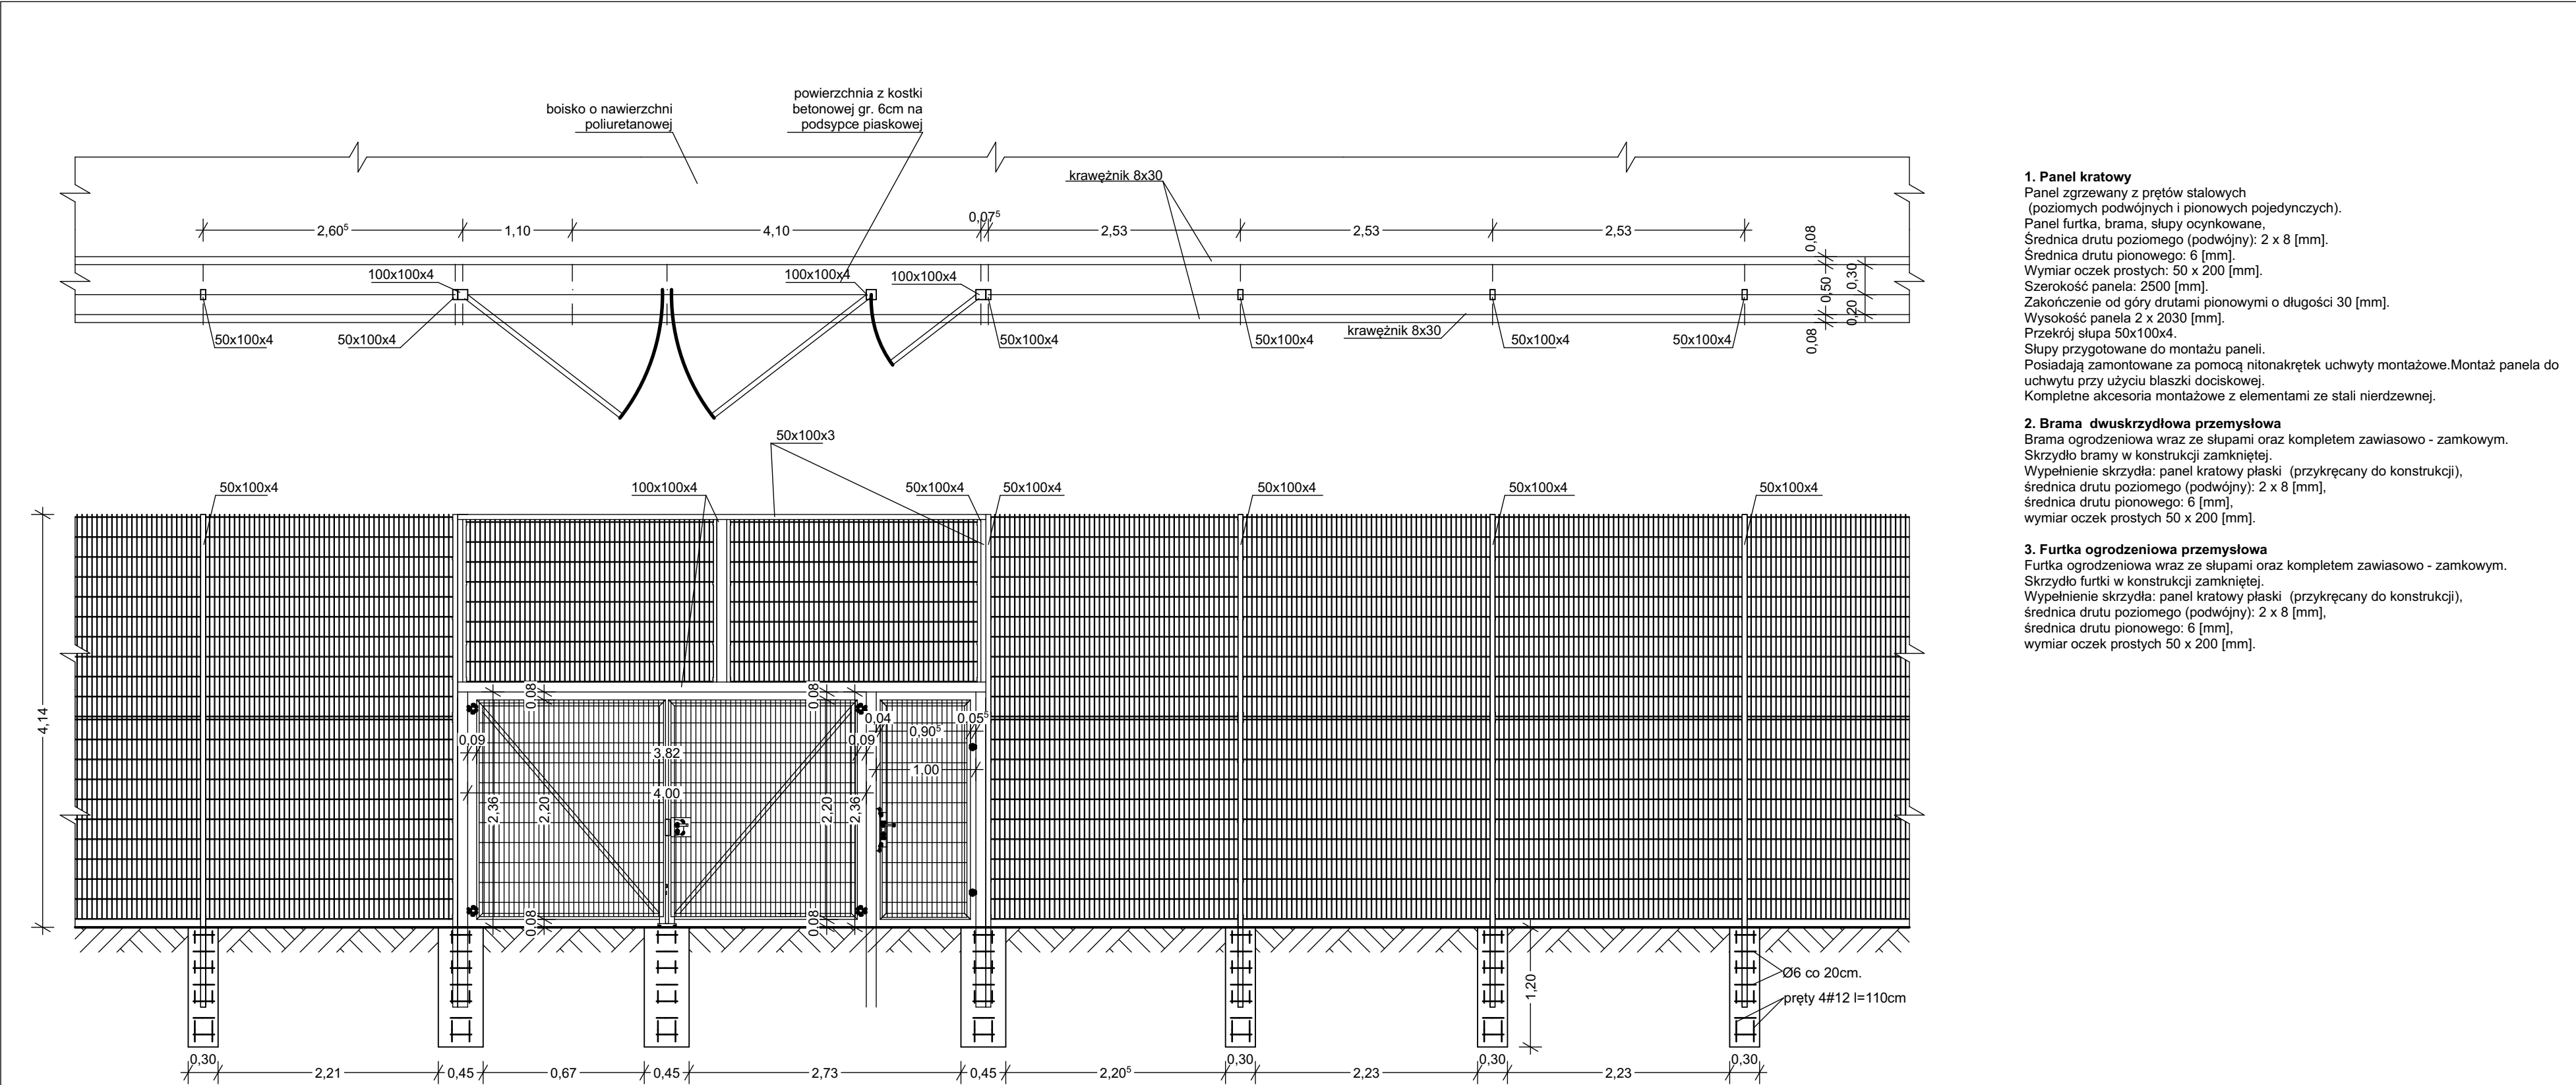 boisko o nawierzchni
poliuretanowej
powierzchnia z kostki
betonowej gr. 6cm na
podsypce piaskowej
krawężnik 8x30
2,60⁵
1,10
4,10
0,07⁵
2,53
2,53
2,53
0,08
0,50
0,30
0,20
0,08
100x100x4
100x100x4
100x100x4
50x100x4
50x100x4
50x100x4
50x100x4
krawężnik 8x30
50x100x4
50x100x4
50x100x3
50x100x4
100x100x4
50x100x4
50x100x4
50x100x4
50x100x4
50x100x4
4,14
0,08
0,08
0,04
0,05⁵
0,90⁵
0,09
3,82
0,09
1,00
4,00
2,36
2,20
2,20
2,36
0,08
0,08
1,20
Ø6 co 20cm.
pręty 4#12 l=110cm
0,30
2,21
0,45
0,67
0,45
2,73
0,45
2,20⁵
0,30
2,23
0,30
2,23
0,30
1. Panel kratowy
Panel zgrzewany z prętów stalowych
(poziomych podwójnych i pionowych pojedynczych).
Panel furtka, brama, słupy ocynkowane,
Średnica drutu poziomego (podwójny): 2 x 8 [mm].
Średnica drutu pionowego: 6 [mm].
Wymiar oczek prostych: 50 x 200 [mm].
Szerokość panela: 2500 [mm].
Zakończenie od góry drutami pionowymi o długości 30 [mm].
Wysokość panela 2 x 2030 [mm].
Przekrój słupa 50x100x4.
Słupy przygotowane do montażu paneli.
Posiadają zamontowane za pomocą nitonakrętek uchwyty montażowe.Montaż panela do
uchwytu przy użyciu blaszki dociskowej.
Kompletne akcesoria montażowe z elementami ze stali nierdzewnej.
2. Brama dwuskrzydłowa przemysłowa
Brama ogrodzeniowa wraz ze słupami oraz kompletem zawiasowo - zamkowym.
Skrzydło bramy w konstrukcji zamkniętej.
Wypełnienie skrzydła: panel kratowy płaski (przykręcany do konstrukcji),
średnica drutu poziomego (podwójny): 2 x 8 [mm],
średnica drutu pionowego: 6 [mm],
wymiar oczek prostych 50 x 200 [mm].
3. Furtka ogrodzeniowa przemysłowa
Furtka ogrodzeniowa wraz ze słupami oraz kompletem zawiasowo - zamkowym.
Skrzydło furtki w konstrukcji zamkniętej.
Wypełnienie skrzydła: panel kratowy płaski (przykręcany do konstrukcji),
średnica drutu poziomego (podwójny): 2 x 8 [mm],
średnica drutu pionowego: 6 [mm],
wymiar oczek prostych 50 x 200 [mm].